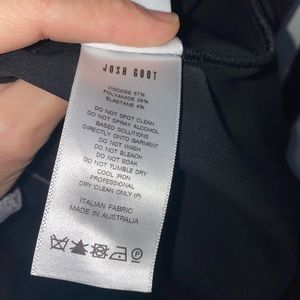 JOSH GOOT
VISCOSE 67%
POLYAMIDE 29%
ELASTANE 4%
DO NOT SPOT CLEAN
DO NOT SPRAY ALCOHOL
BASED SOLUTIONS
DIRECTLY ONTO GARMENT
DO NOT WASH
DO NOT BLEACH
DO NOT SOAK
DO NOT TUMBLE DRY
COOL IRON
PROFESSIONAL
DRY CLEAN ONLY (P)
ITALIAN FABRIC
MADE IN AUSTRALIA
P